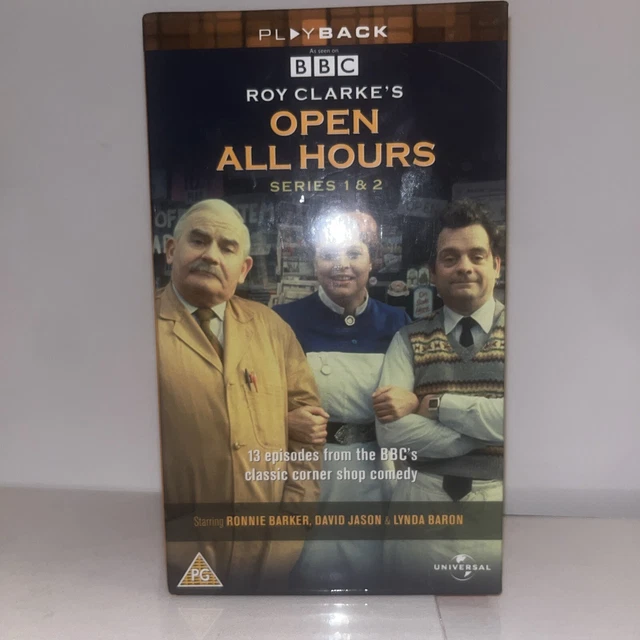 PLAYBACK
As seen on
BBC
ROY CLARKE'S
OPEN
ALL HOURS
SERIES 1 & 2
13 episodes from the BBC's
classic corner shop comedy
Starring RONNIE BARKER, DAVID JASON & LYNDA BARON
PG
UNIVERSAL